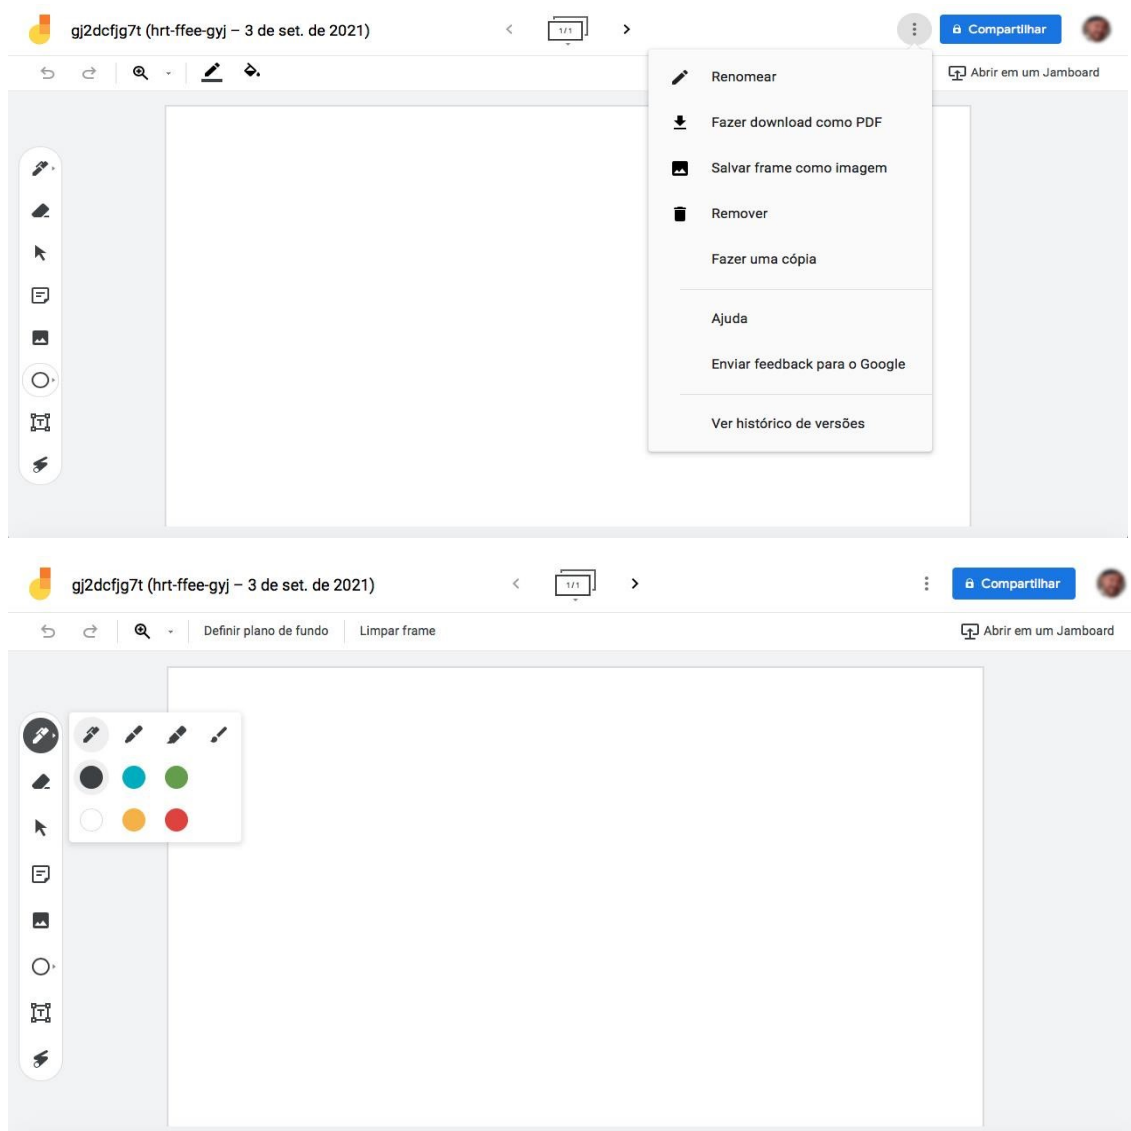 gj2dcfjg7t (hrt-ffee-gyj – 3 de set. de 2021)
1/1
Compartilhar
Abrir em um Jamboard
Renomear
Fazer download como PDF
Salvar frame como imagem
Remover
Fazer uma cópia
Ajuda
Enviar feedback para o Google
Ver histórico de versões
gj2dcfjg7t (hrt-ffee-gyj – 3 de set. de 2021)
1/1
Compartilhar
Definir plano de fundo
Limpar frame
Abrir em um Jamboard